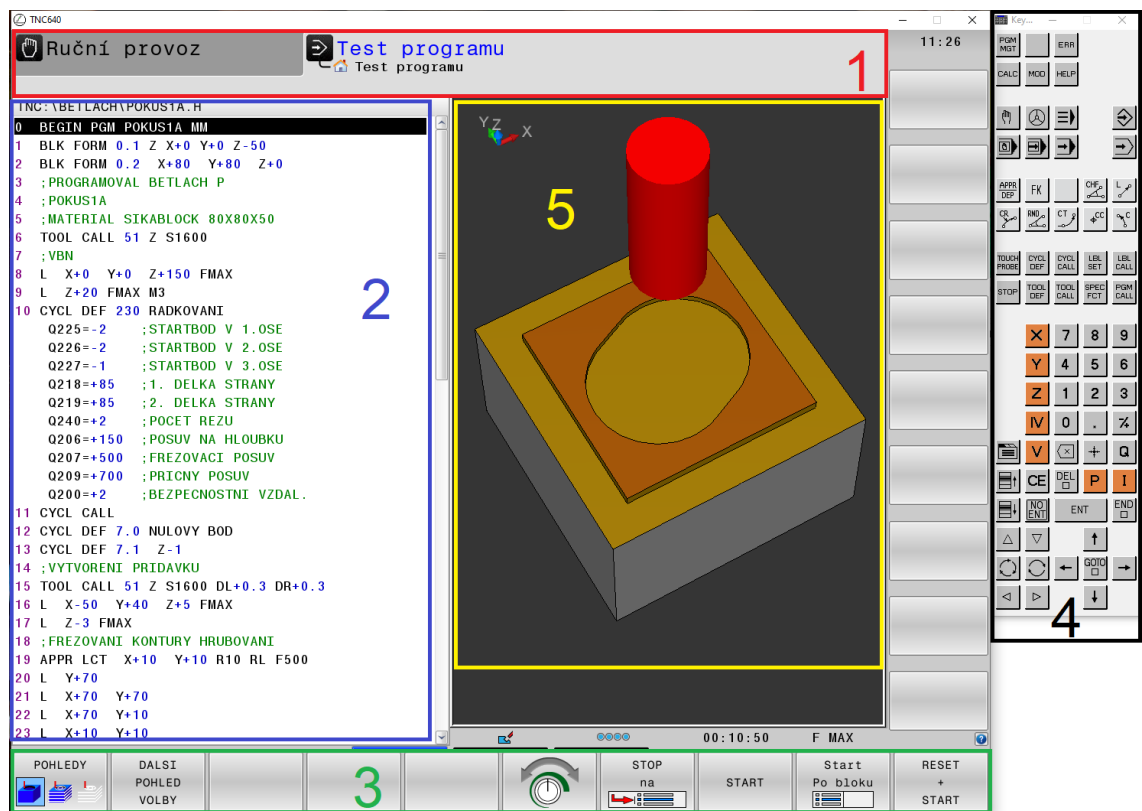 TNC640
Ruční provoz
Test programu
Test programu
1
11:26
TNC:\BETLACH\POKUS1A.H
0 BEGIN PGM POKUS1A MM
1 BLK FORM 0.1 Z X+0 Y+0 Z-50
2 BLK FORM 0.2 X+80 Y+80 Z+0
3 ;PROGRAMOVAL BETLACH P
4 ;POKUS1A
5 ;MATERIAL SIKABLOCK 80X80X50
6 TOOL CALL 51 Z S1600
7 ;VBN
8 L X+0 Y+0 Z+150 FMAX
9 L Z+20 FMAX M3
10 CYCL DEF 230 RADKOVANI
Q225=-2 ;STARTBOD V 1.OSE
Q226=-2 ;STARTBOD V 2.OSE
Q227=-1 ;STARTBOD V 3.OSE
Q218=+85 ;1. DELKA STRANY
Q219=+85 ;2. DELKA STRANY
Q240=+2 ;POCET REZU
Q206=+150 ;POSUV NA HLOUBKU
Q207=+500 ;FREZOVACI POSUV
Q209=+700 ;PRICNY POSUV
Q200=+2 ;BEZPECNOSTNI VZDAL.
11 CYCL CALL
12 CYCL DEF 7.0 NULOVY BOD
13 CYCL DEF 7.1 Z-1
14 ;VYTVORENI PRIDAVKU
15 TOOL CALL 51 Z S1600 DL+0.3 DR+0.3
16 L X-50 Y+40 Z+5 FMAX
17 L Z-3 FMAX
18 ;FREZOVANI KONTURY HRUBOVANI
19 APPR LCT X+10 Y+10 R10 RL F500
20 L Y+70
21 L X+70 Y+70
22 L X+70 Y+10
23 L X+10 Y+10
2
Y Z X
5
00:10:50 F MAX
POHLEDY
DALSI
POHLED
VOLBY
3
STOP
na
START
Start
Po bloku
RESET
+
START
Key...
PGM MGT ERR
CALC MOD HELP
APPR DEP FK CHF L
CR RND CT CC C
TOUCH PROBE CYCL DEF CYCL CALL LBL SET LBL CALL
STOP TOOL DEF TOOL CALL SPEC FCT PGM CALL
X 7 8 9
Y 4 5 6
Z 1 2 3
IV 0 . 
V + Q
CE DEL P I
NO ENT ENT END
GOTO
4